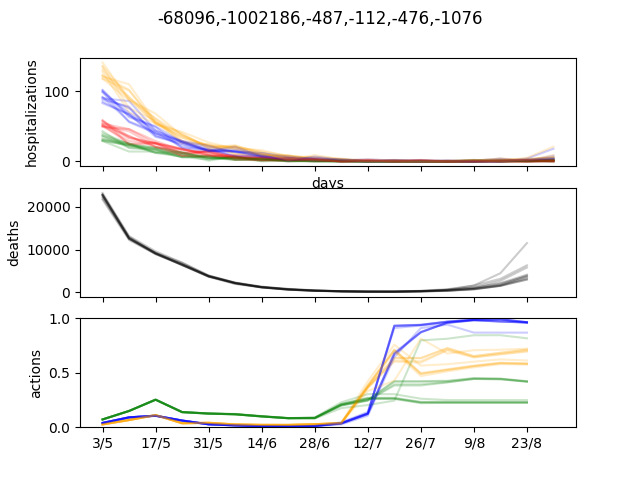 -68096,-1002186,-487,-112,-476,-1076
hospitalizations
100
0
days
deaths
20000
10000
0
actions
1.0
0.5
0.0
3/5 17/5 31/5 14/6 28/6 12/7 26/7 9/8 23/8